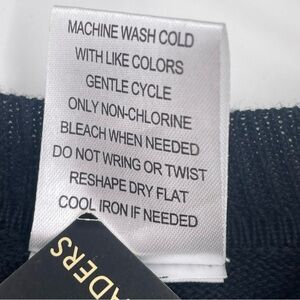 MACHINE WASH COLD
WITH LIKE COLORS
GENTLE CYCLE
ONLY NON-CHLORINE
BLEACH WHEN NEEDED
DO NOT WRING OR TWIST
RESHAPE DRY FLAT
COOL IRON IF NEEDED
ADERS